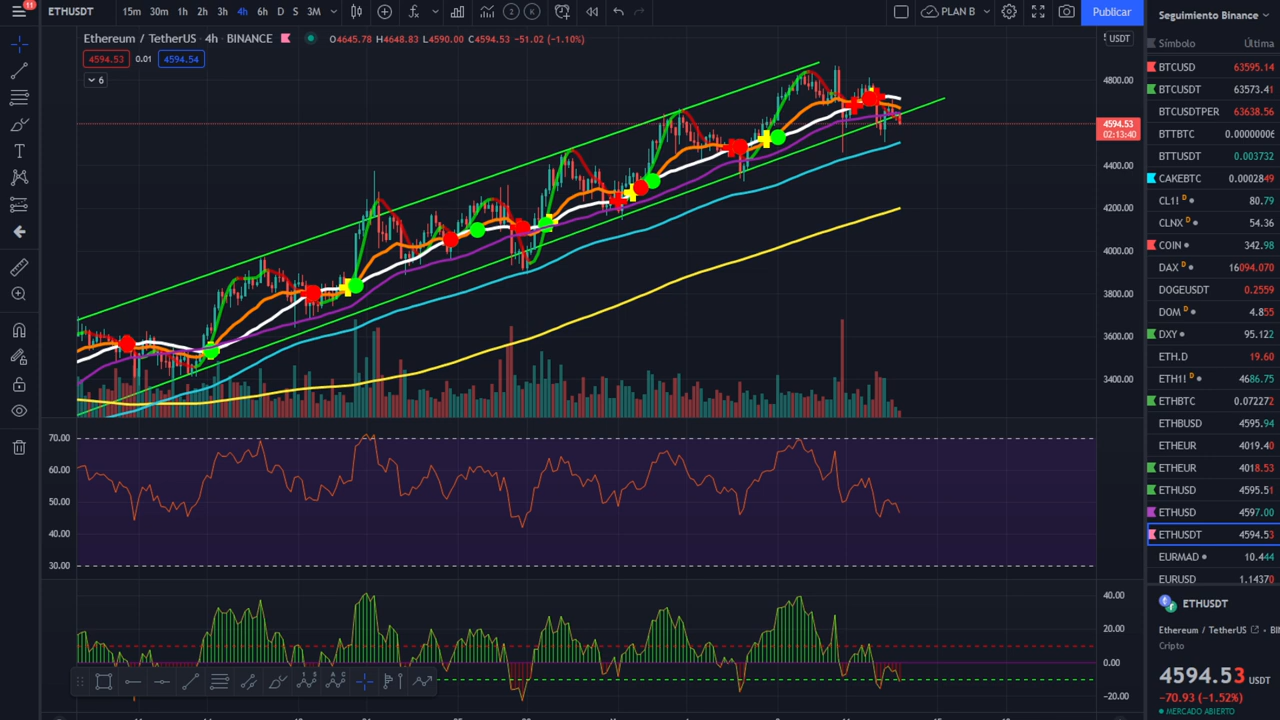 11
ETHUSDT 15m 30m 1h 2h 3h 4h 6h D S 3M 2 K PLAN B Publicar
Seguimiento Binance
Ethereum / TetherUS · 4h · BINANCE O4645.78 H4648.83 L4590.00 C4594.53 −51.02 (−1.10%)
USDT
4594.53 0.01 4594.54
6
4800.00
4594.53
02:13:40
4400.00
4200.00
4000.00
3800.00
3600.00
3400.00
70.00
60.00
50.00
40.00
30.00
40.00
20.00
0.00
−20.00
Símbolo Última
BTCUSD 63595.14
BTCUSDT 63573.41
BTCUSDTPER 63638.56
BTTBTC 0.0000006
BTTUSDT 0.003732
CAKEBTC 0.0002849
CL1! D 80.79
CLNX D 54.36
COIN 342.98
DAX D 16094.070
DOGEUSDT 0.2559
DOM D 4.855
DXY 95.122
ETH.D 19.60
ETH1! D 4686.75
ETHBTC 0.072272
ETHBUSD 4595.94
ETHEUR 4019.40
ETHEUR 4018.53
ETHUSD 4595.51
ETHUSD 4597.00
ETHUSDT 4594.53
EURMAD 10.444
EURUSD 1.1437
ETHUSDT
Ethereum / TetherUS
Cripto
4594.53 USDT
−70.93 (−1.52%)
MERCADO ABIERTO